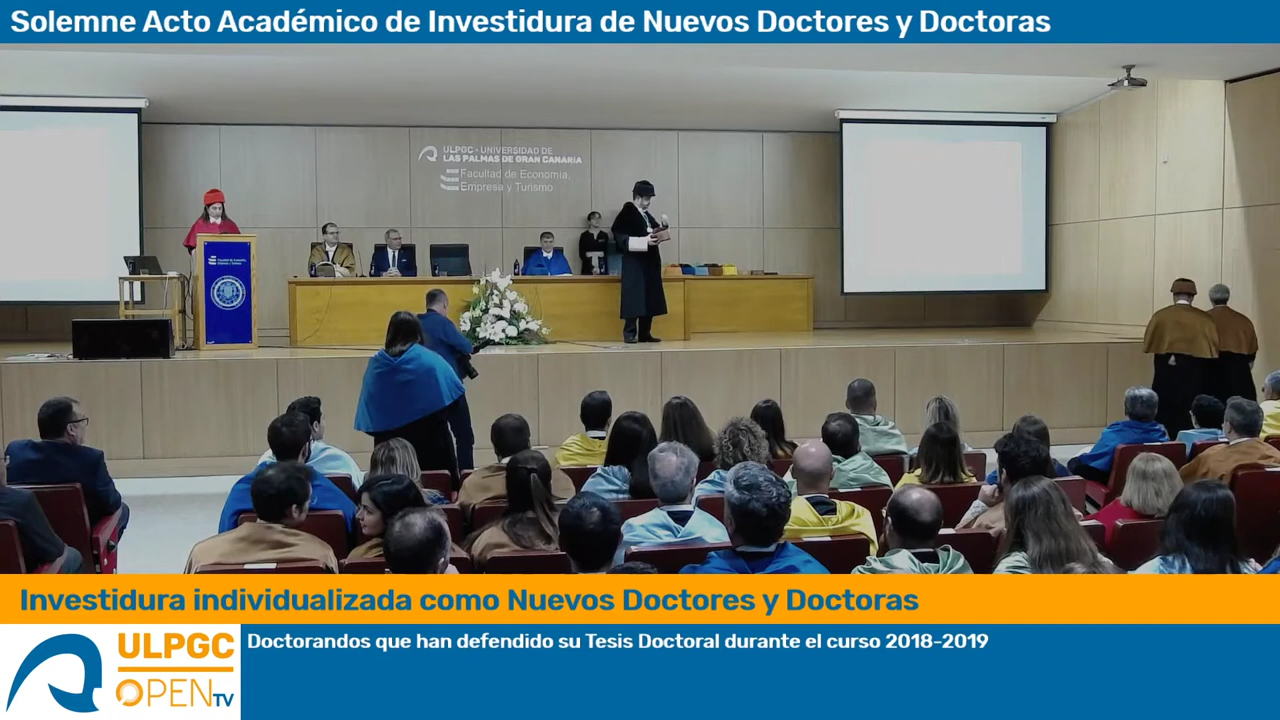 Solemne Acto Académico de Investidura de Nuevos Doctores y Doctoras
ULPGC - UNIVERSIDAD DE
LAS PALMAS DE GRAN CANARIA
Facultad de Economía,
Empresa y Turismo
Investidura individualizada como Nuevos Doctores y Doctoras
ULPGC
OPEN TV
Doctorandos que han defendido su Tesis Doctoral durante el curso 2018-2019